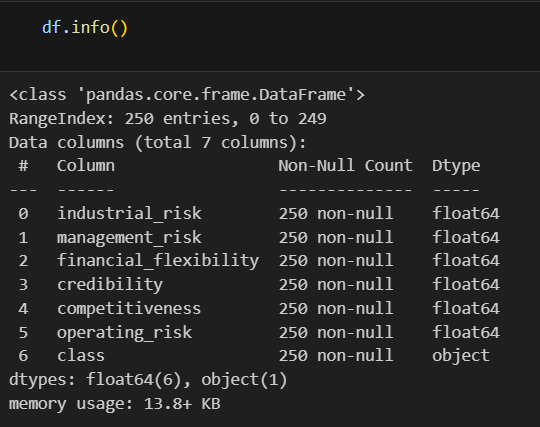 df.info()
<class 'pandas.core.frame.DataFrame'>
RangeIndex: 250 entries, 0 to 249
Data columns (total 7 columns):
 #   Column                 Non-Null Count  Dtype
---  ------                 --------------  -----
 0   industrial_risk        250 non-null    float64
 1   management_risk        250 non-null    float64
 2   financial_flexibility  250 non-null    float64
 3   credibility            250 non-null    float64
 4   competitiveness        250 non-null    float64
 5   operating_risk         250 non-null    float64
 6   class                  250 non-null    object
dtypes: float64(6), object(1)
memory usage: 13.8+ KB